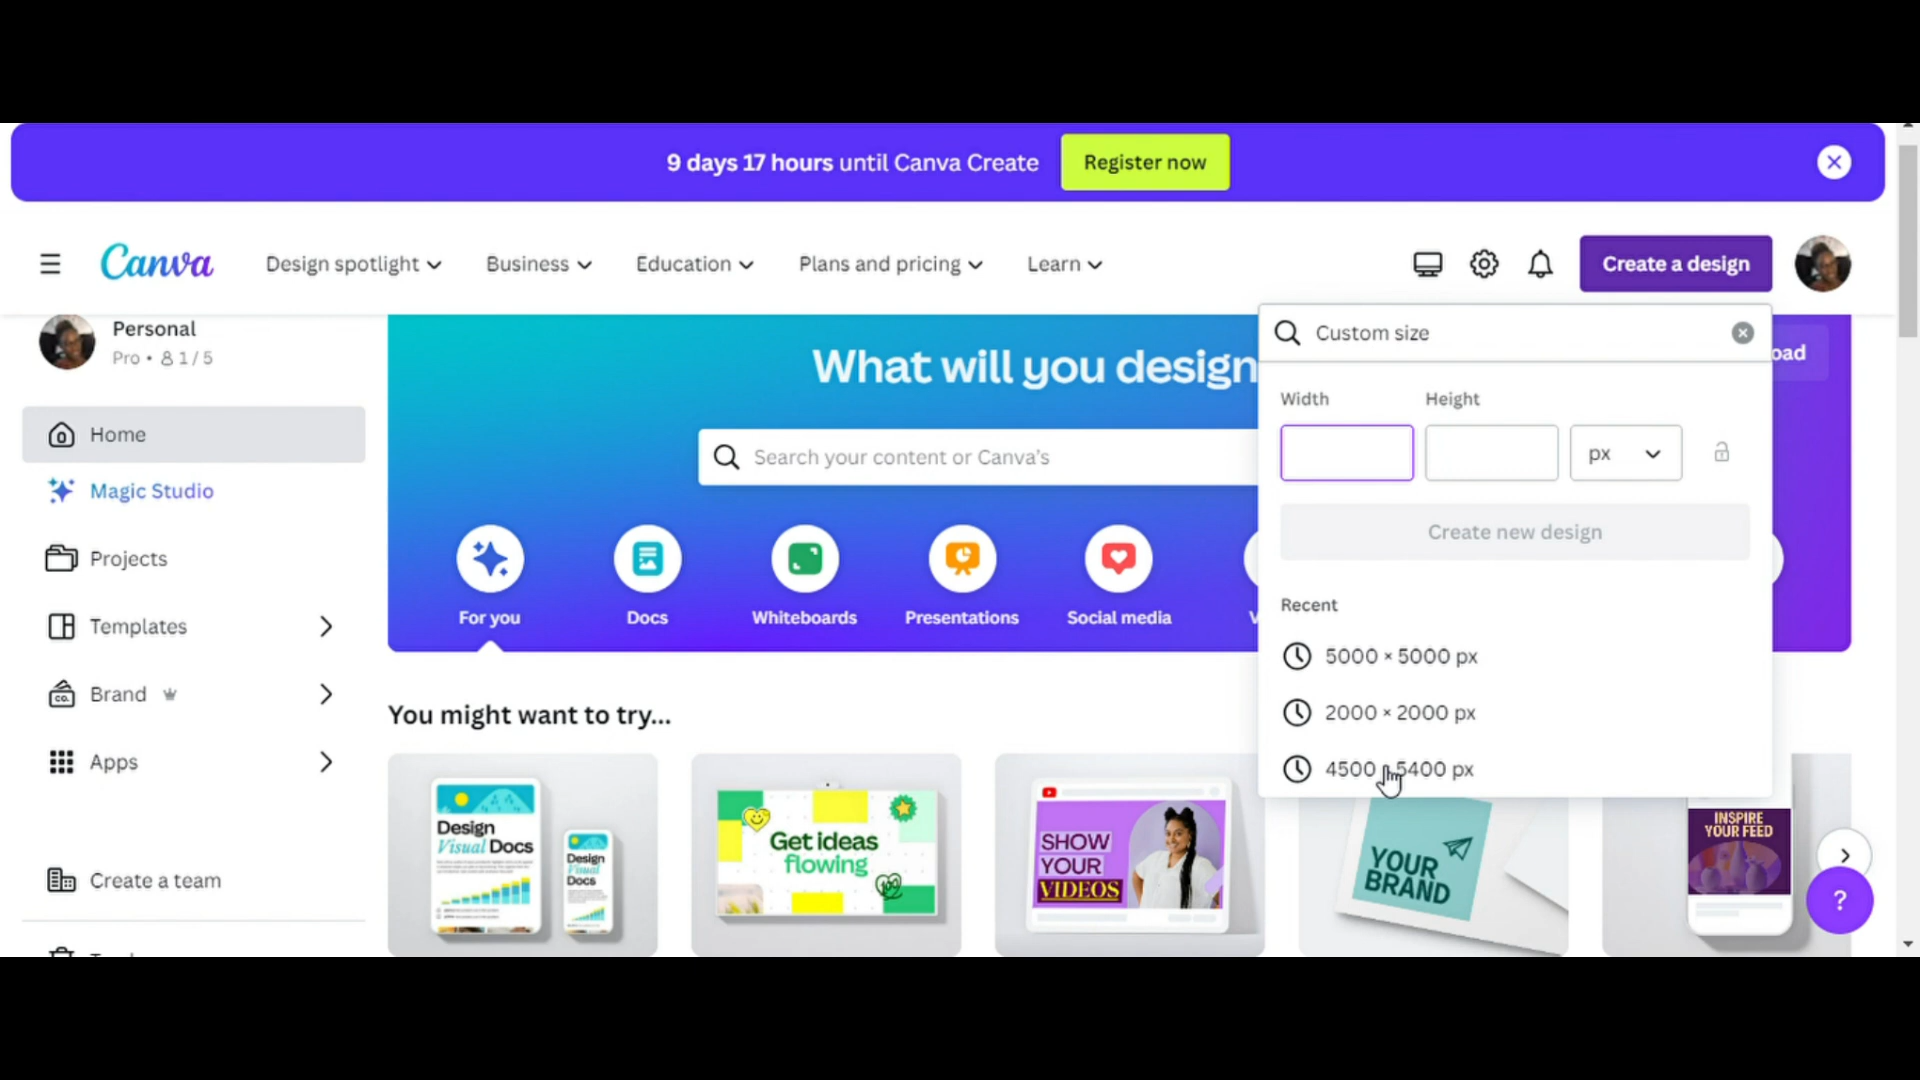 9 days 17 hours until Canva Create
Register now
Canva
Design spotlight
Business
Education
Plans and pricing
Learn
Create a design
Personal
Pro • 1 / 5
Home
Magic Studio
Projects
Templates
Brand
Apps
Create a team
What will you design
Search your content or Canva's
For you
Docs
Whiteboards
Presentations
Social media
Custom size
Width
Height
px
Create new design
Recent
5000 × 5000 px
2000 × 2000 px
4500 5400 px
You might want to try...
Design
Visual Docs
Design
Visual
Docs
Get ideas
flowing
100
SHOW
YOUR
VIDEOS
YOUR
BRAND
INSPIRE
YOUR FEED
?